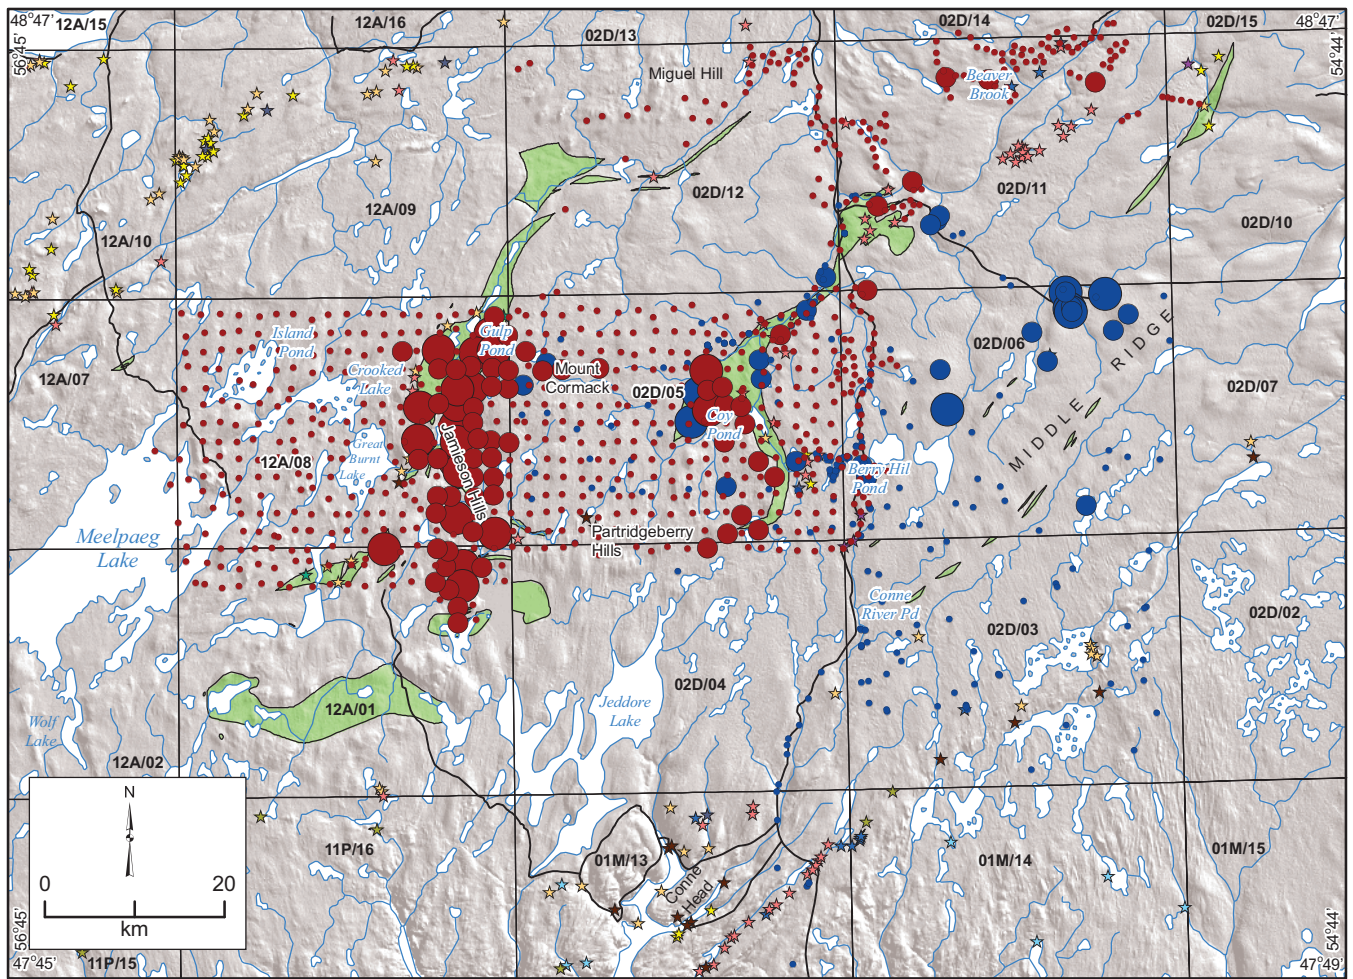 48°47'
12A/15
12A/16
02D/13
02D/14
02D/15
48°47'
56°45'
54°44'
Miguel Hill
Beaver
Brook
12A/09
02D/12
02D/11
12A/10
02D/10
Island
Pond
Gulp
Pond
Crooked
Lake
Mount
Cormack
12A/07
02D/05
02D/06
02D/07
MIDDLE RIDGE
Coy
Pond
Great
Burnt
Lake
Jamieson Hills
12A/08
Berry Hil
Pond
Meelpaeg
Lake
Partridgeberry
Hills
Conne
River Pd
02D/03
02D/02
02D/04
Jeddore
Lake
12A/01
Wolf
Lake
12A/02
N
0 20
km
11P/16
01M/13
Conne
Head
01M/14
01M/15
56°45'
54°44'
47°45'
11P/15
47°49'